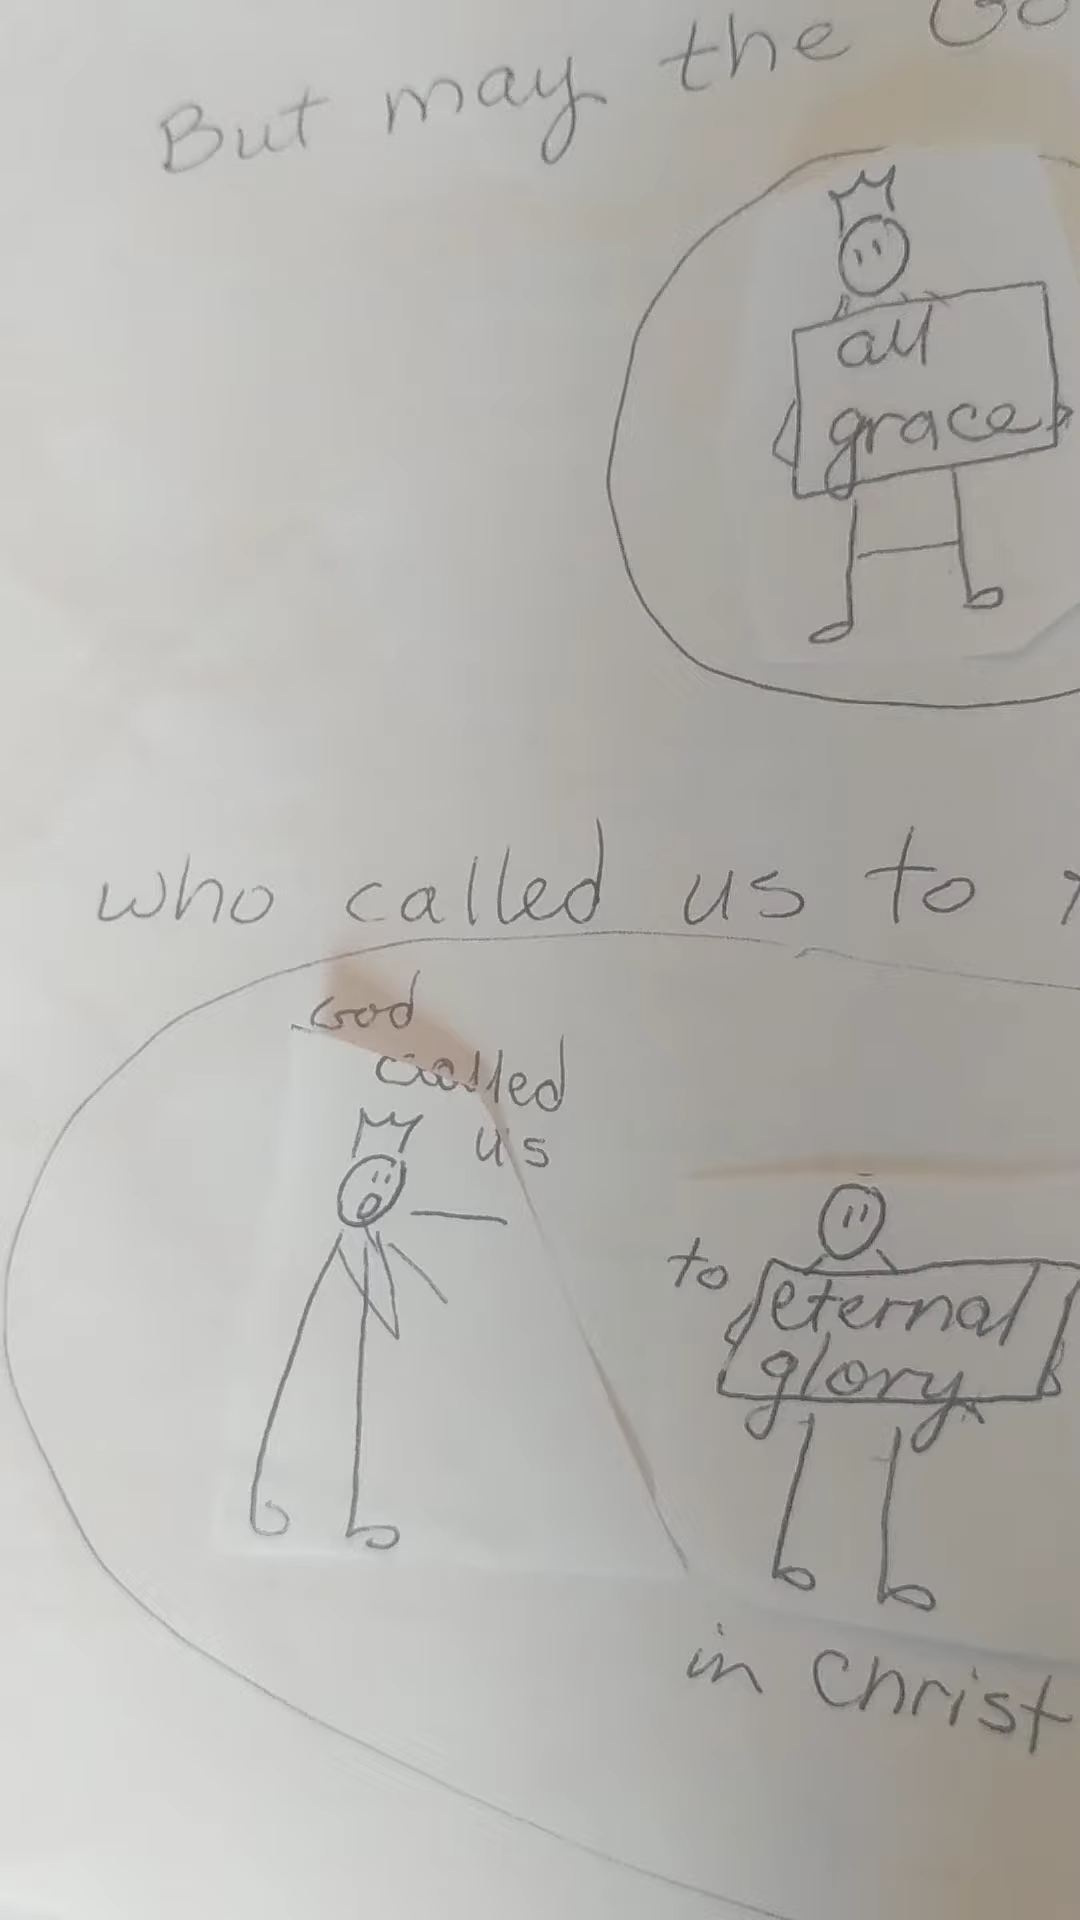 But may the
all
grace
who called us to
God
called
us
to
eternal
glory
in Christ